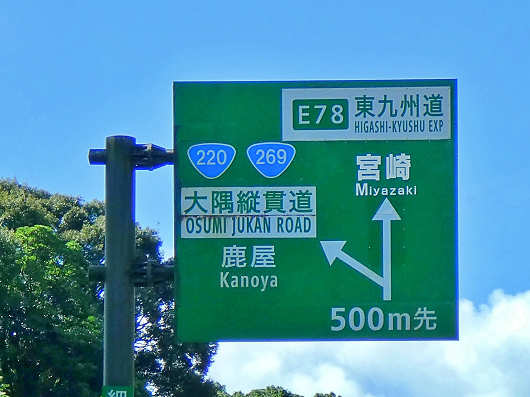 E78 東九州道
HIGASHI-KYUSHU EXP
220 269
宮崎
Miyazaki
大隅縦貫道
OSUMI JUKAN ROAD
鹿屋
Kanoya
500m先